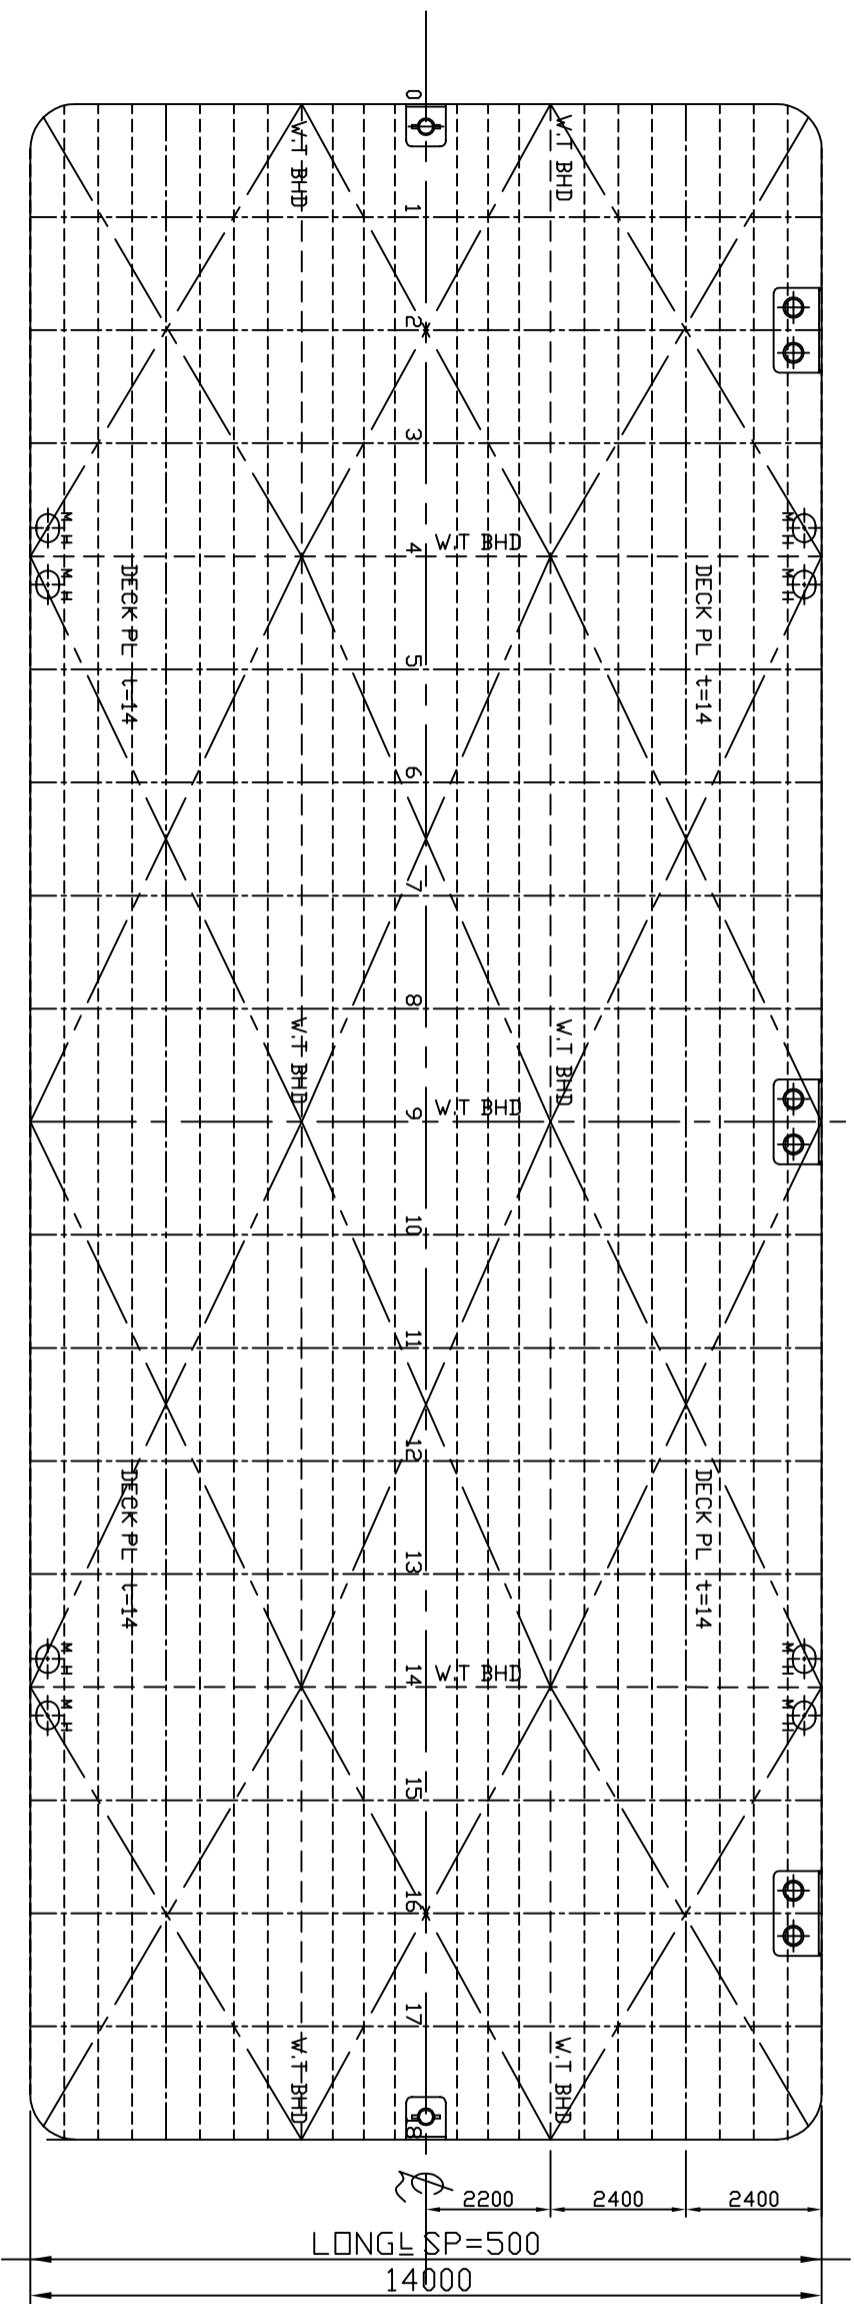 0
W.T BHD
W.T BHD
1
2
3
M H
M H
4
W.T BHD
M H
M H
DECK PL t=14
DECK PL t=14
5
6
7
8
W.T BHD
W.T BHD
9
W.T BHD
10
11
12
DECK PL t=14
DECK PL t=14
13
M H
M H
14
W.T BHD
M H
M H
15
16
17
W.T BHD
W.T BHD
18
2200
2400
2400
LONGL SP=500
14000